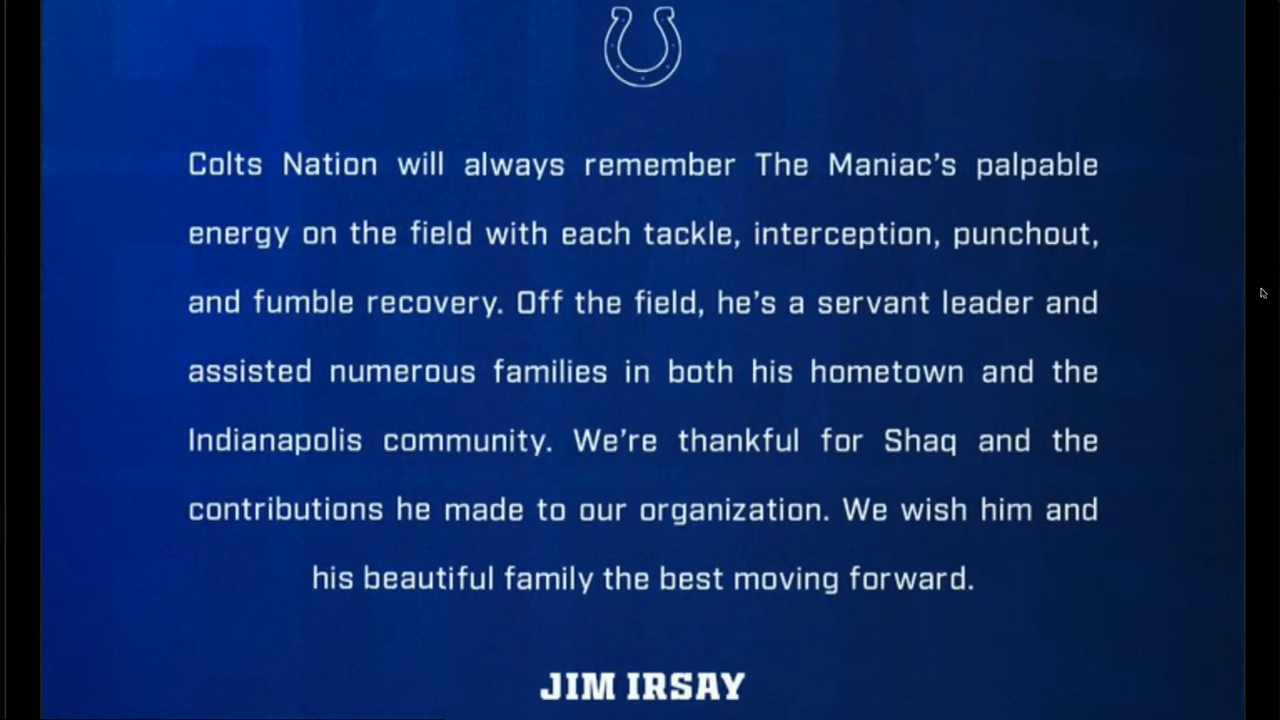 Colts Nation will always remember The Maniac’s palpable
energy on the field with each tackle, interception, punchout,
and fumble recovery. Off the field, he’s a servant leader and
assisted numerous families in both his hometown and the
Indianapolis community. We’re thankful for Shaq and the
contributions he made to our organization. We wish him and
his beautiful family the best moving forward.
JIM IRSAY